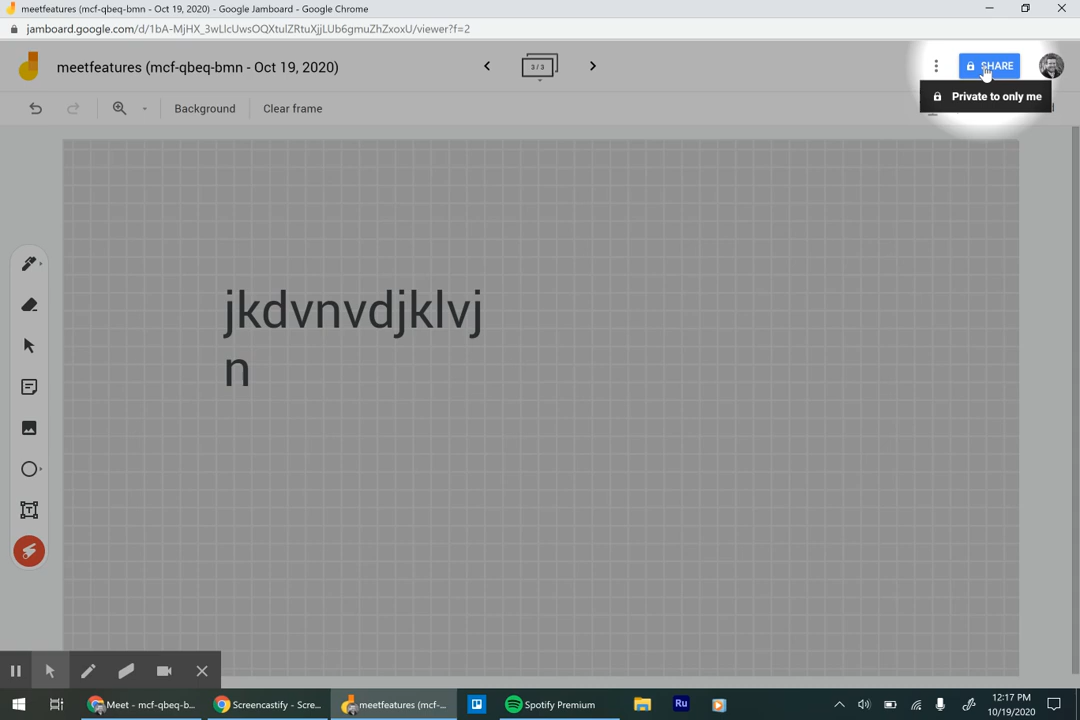 meetfeatures (mcf-qbeq-bmn - Oct 19, 2020) - Google Jamboard - Google Chrome
jamboard.google.com/d/1bA-MjHX_3wLlcUwsOQXtulZRtuXjjLUb6gmuZhZxoxU/viewer?f=2
meetfeatures (mcf-qbeq-bmn - Oct 19, 2020)
3 / 3
SHARE
Private to only me
Background
Clear frame
jkdvnvdjklvj
n
Meet - mcf-qbeq-b...
Screencastify - Scre...
meetfeatures (mcf-...
Spotify Premium
Ru
12:17 PM
10/19/2020